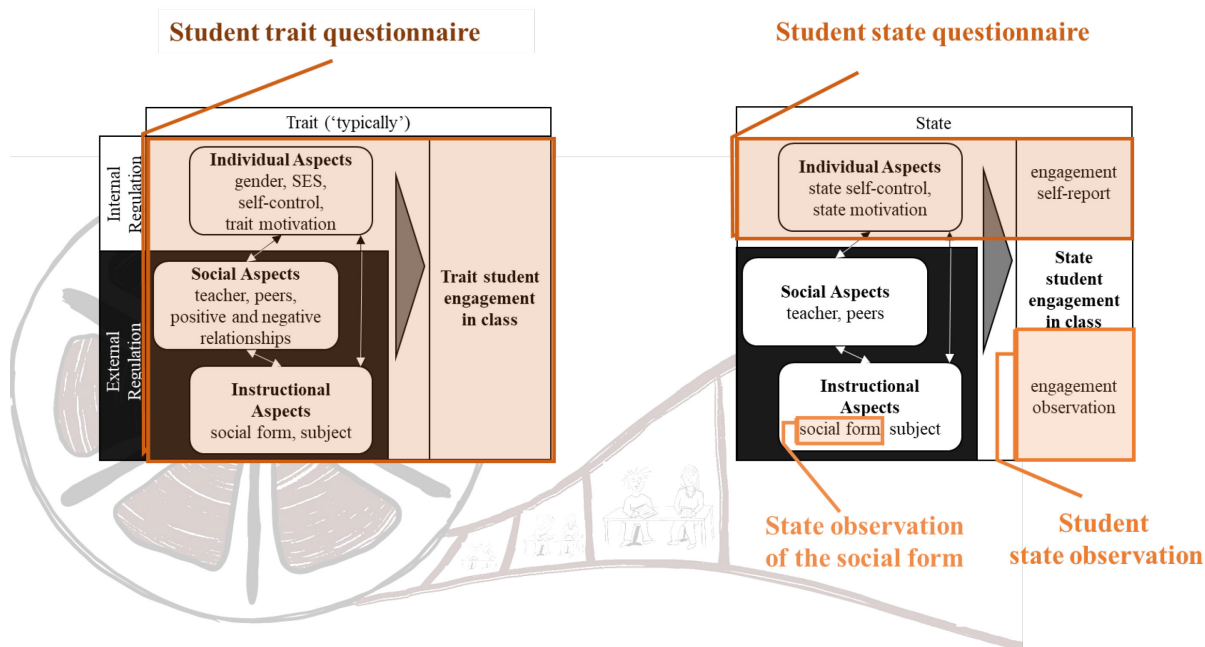 Student trait questionnaire
Student state questionnaire
Trait (‘typically’)
Internal
Regulation
External
Regulation
Individual Aspects
gender, SES,
self-control,
trait motivation
Social Aspects
teacher, peers,
positive and negative
relationships
Instructional
Aspects
social form, subject
Trait student
engagement
in class
State
Individual Aspects
state self-control,
state motivation
Social Aspects
teacher, peers
Instructional
Aspects
social form, subject
engagement
self-report
State
student
engagement
in class
engagement
observation
State observation
of the social form
Student
state observation